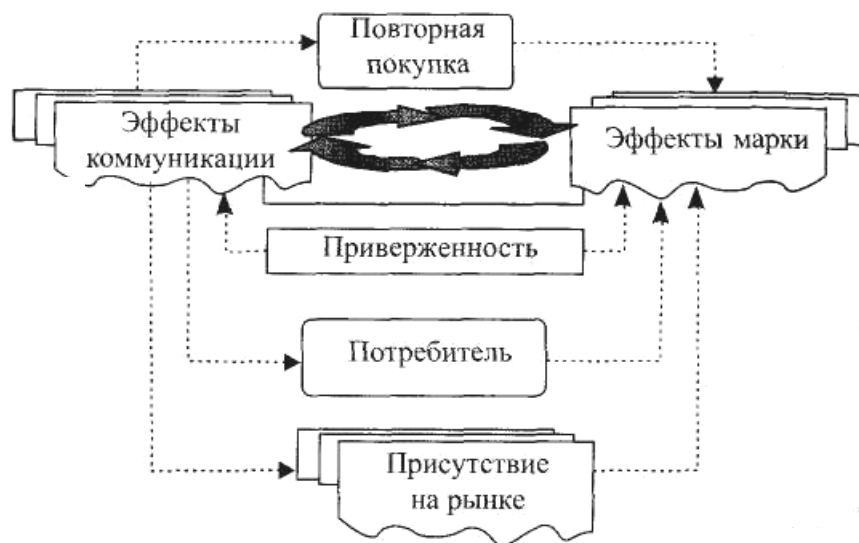 Повторная
покупка
Эффекты
коммуникации
Эффекты марки
Приверженность
Потребитель
Присутствие
на рынке